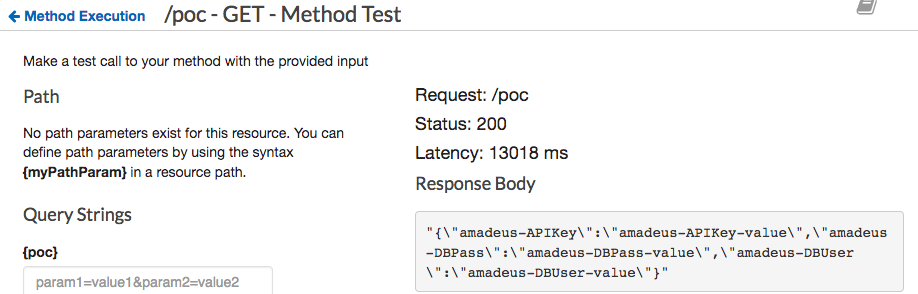 Method Execution /poc - GET - Method Test
Make a test call to your method with the provided input
Path
No path parameters exist for this resource. You can
define path parameters by using the syntax
{myPathParam} in a resource path.
Query Strings
{poc}
param1=value1&param2=value2
Request: /poc
Status: 200
Latency: 13018 ms
Response Body
"{\"amadeus-APIKey\":\"amadeus-APIKey-value\",\"amadeus
-DBPass\":\"amadeus-DBPass-value\",\"amadeus-DBUser
\":\"amadeus-DBUser-value\"}"